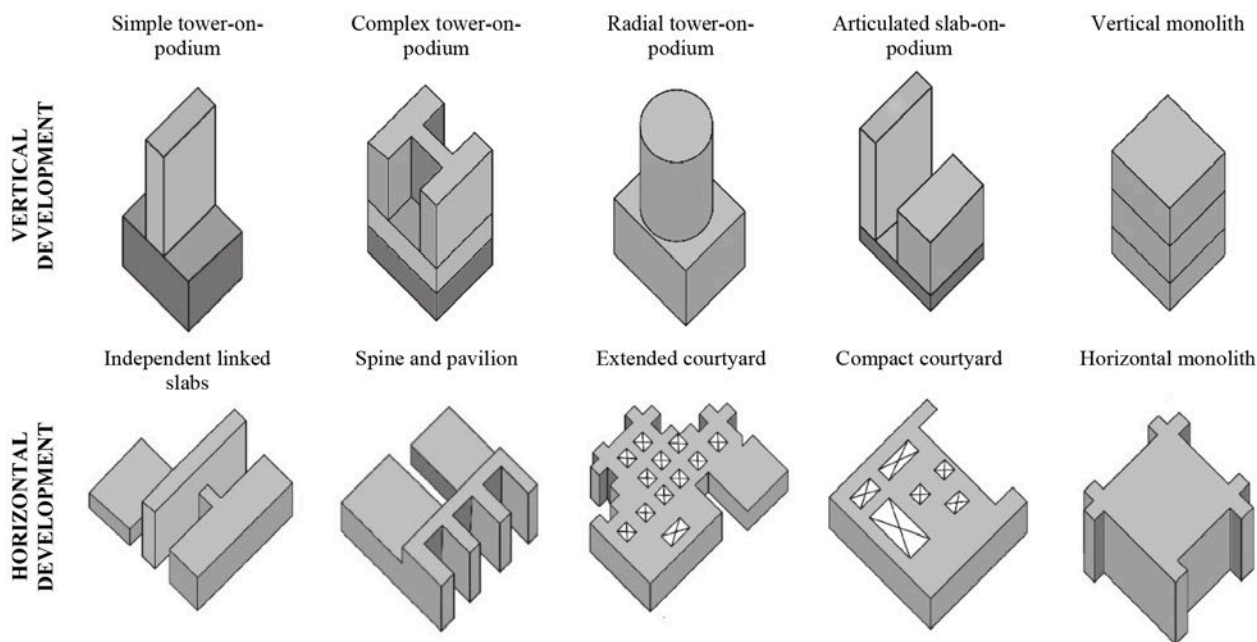 Simple tower-on-
podium
Complex tower-on-
podium
Radial tower-on-
podium
Articulated slab-on-
podium
Vertical monolith
VERTICAL
DEVELOPMENT
Independent linked
slabs
Spine and pavilion
Extended courtyard
Compact courtyard
Horizontal monolith
HORIZONTAL
DEVELOPMENT